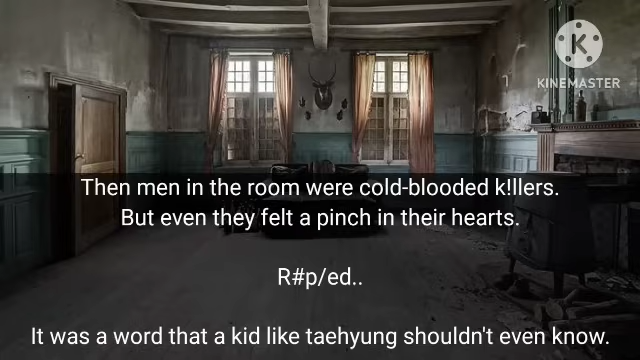 KINEMASTER
Then men in the room were cold-blooded k!llers.
But even they felt a pinch in their hearts.
R#p/ed..
It was a word that a kid like taehyung shouldn't even know.